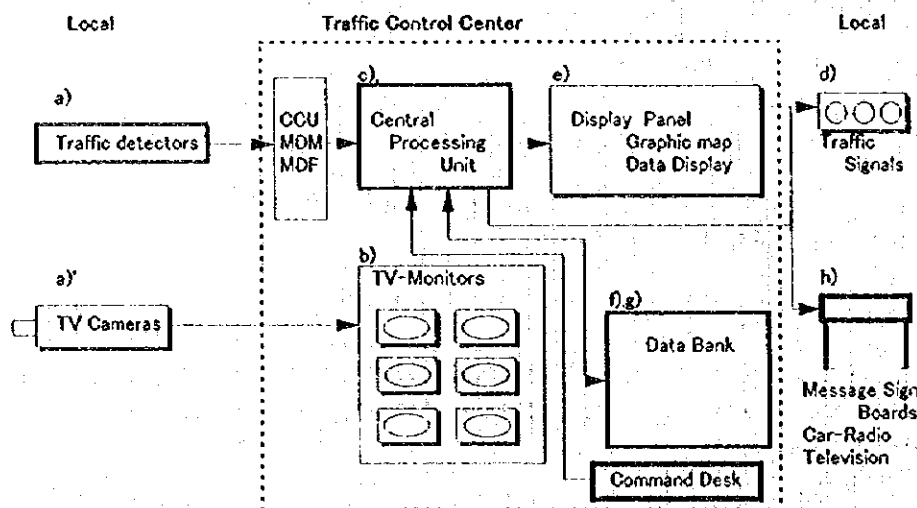 Local
Traffic Control Center
Local
a)
Traffic detectors
CCU
MDM
MDF
c).
Central
Processing
Unit
e)
Display Panel
Graphic map
Data Display
d)
Traffic
Signals
a)'
TV Cameras
b)
TV-Monitors
f),g)
Data Bank
Command Desk
h)
Message Sign
Boards
Car-Radio
Television